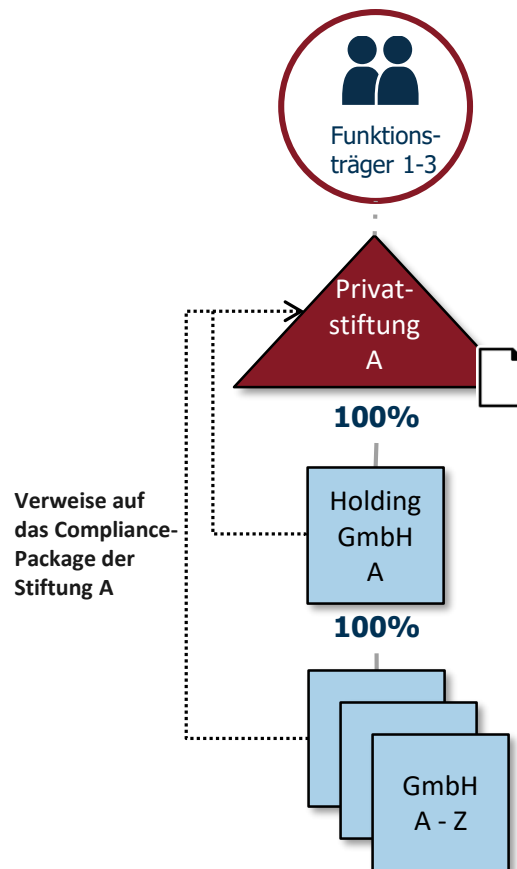 Funktions-
träger 1-3
Privat-
stiftung
A
100%
Verweise auf
das Compliance-
Package der
Stiftung A
Holding
GmbH
A
100%
GmbH
A - Z